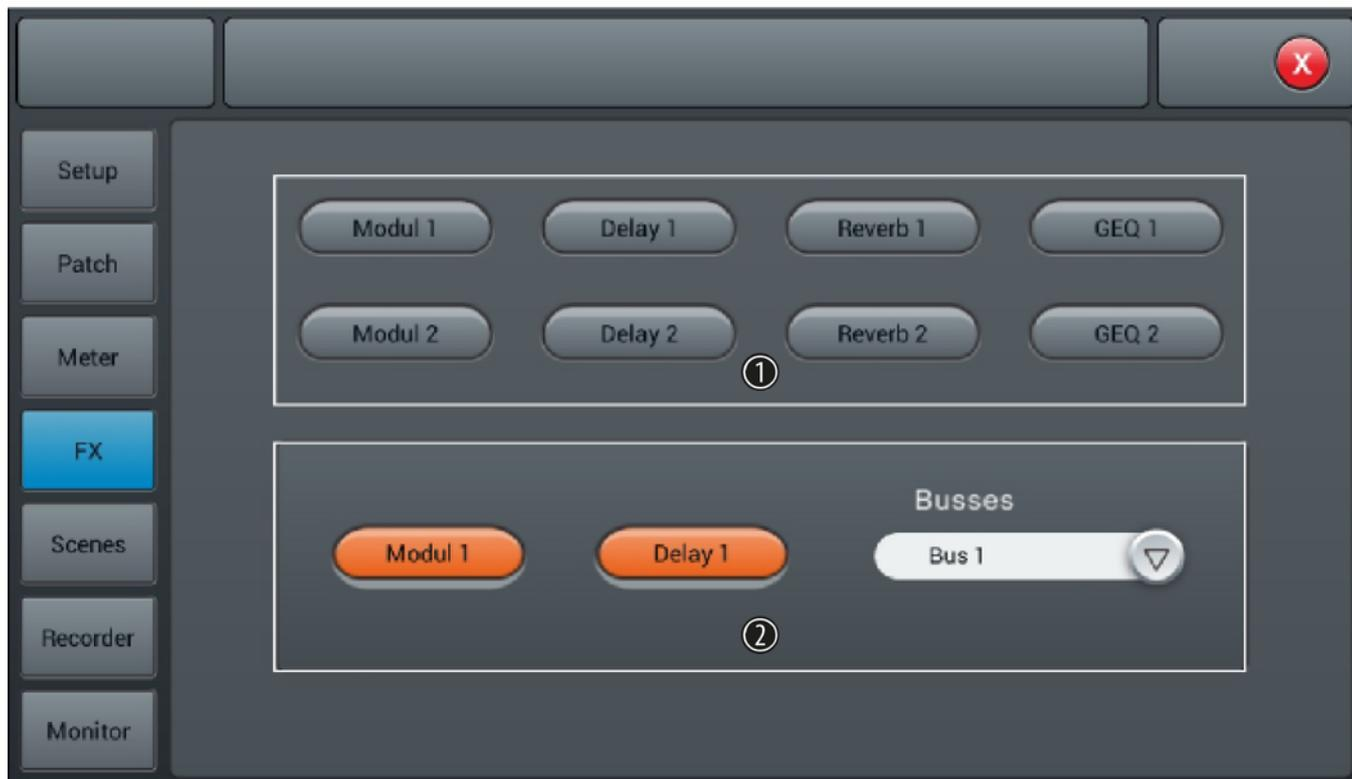 X
Setup
Patch
Meter
FX
Scenes
Recorder
Monitor
Modul 1 Delay 1 Reverb 1 GEQ 1
Modul 2 Delay 2 Reverb 2 GEQ 2
①
Busses
Modul 1 Delay 1 Bus 1
②